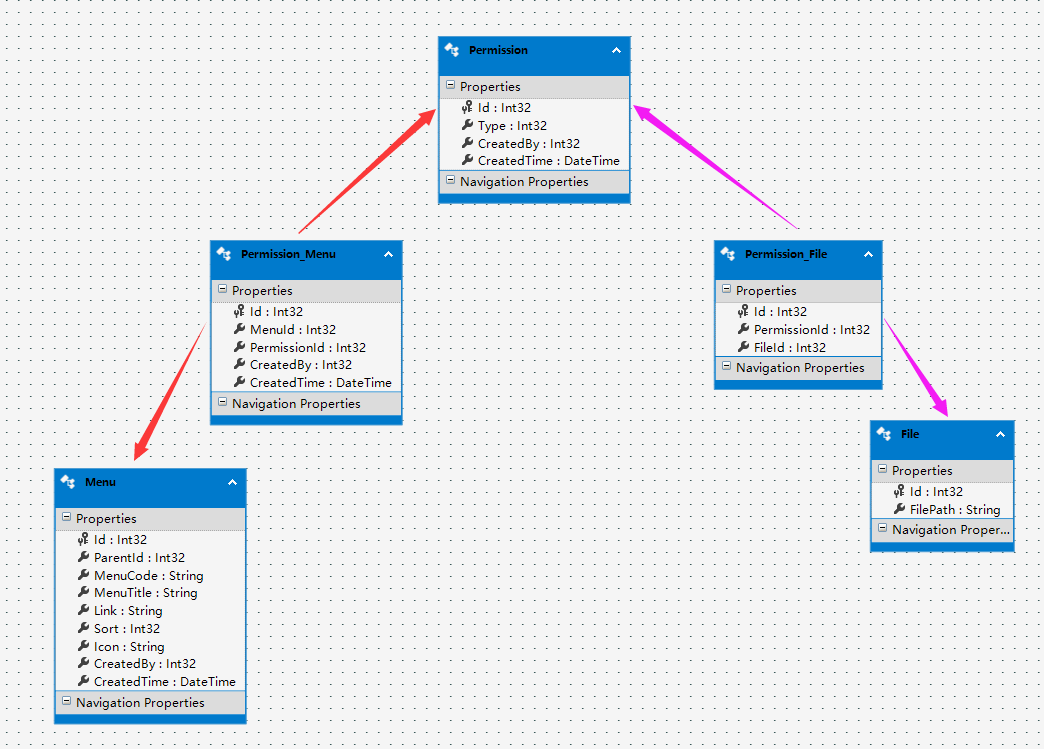 Permission
Properties
Id : Int32
Type : Int32
CreatedBy : Int32
CreatedTime : DateTime
Navigation Properties
Permission_Menu
Properties
Id : Int32
MenuId : Int32
PermissionId : Int32
CreatedBy : Int32
CreatedTime : DateTime
Navigation Properties
Permission_File
Properties
Id : Int32
PermissionId : Int32
FileId : Int32
Navigation Properties
Menu
Properties
Id : Int32
ParentId : Int32
MenuCode : String
MenuTitle : String
Link : String
Sort : Int32
Icon : String
CreatedBy : Int32
CreatedTime : DateTime
Navigation Properties
File
Properties
Id : Int32
FilePath : String
Navigation Proper...